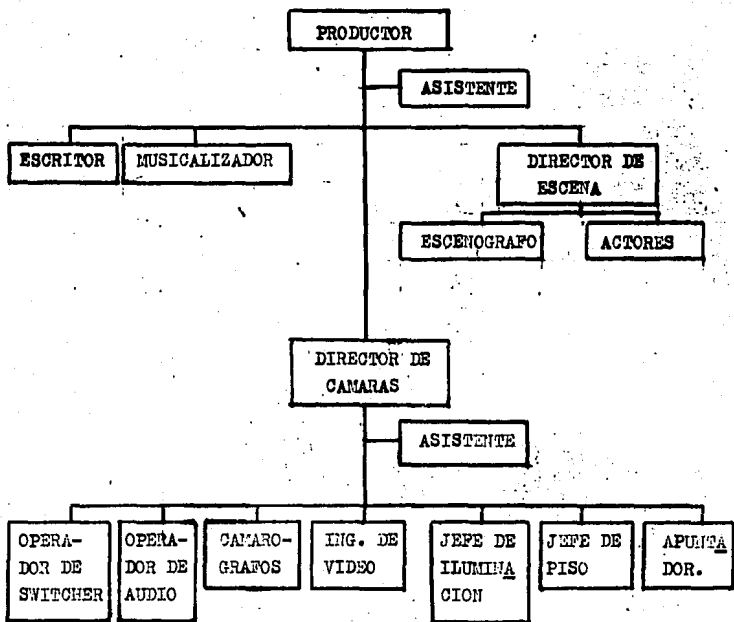 PRODUCTOR
ASISTENTE
ESCRITOR
MUSICALIZADOR
DIRECTOR DE
ESCENA
ESCENOGRAFO
ACTORES
DIRECTOR DE
CAMARAS
ASISTENTE
OPERA-
DOR DE
SWITCHER
OPERA-
DOR DE
AUDIO
CAMARO-
GRAFOS
ING. DE
VIDEO
JEFE DE
ILUMINA
CION
JEFE DE
PISO
APUNTA
DOR.